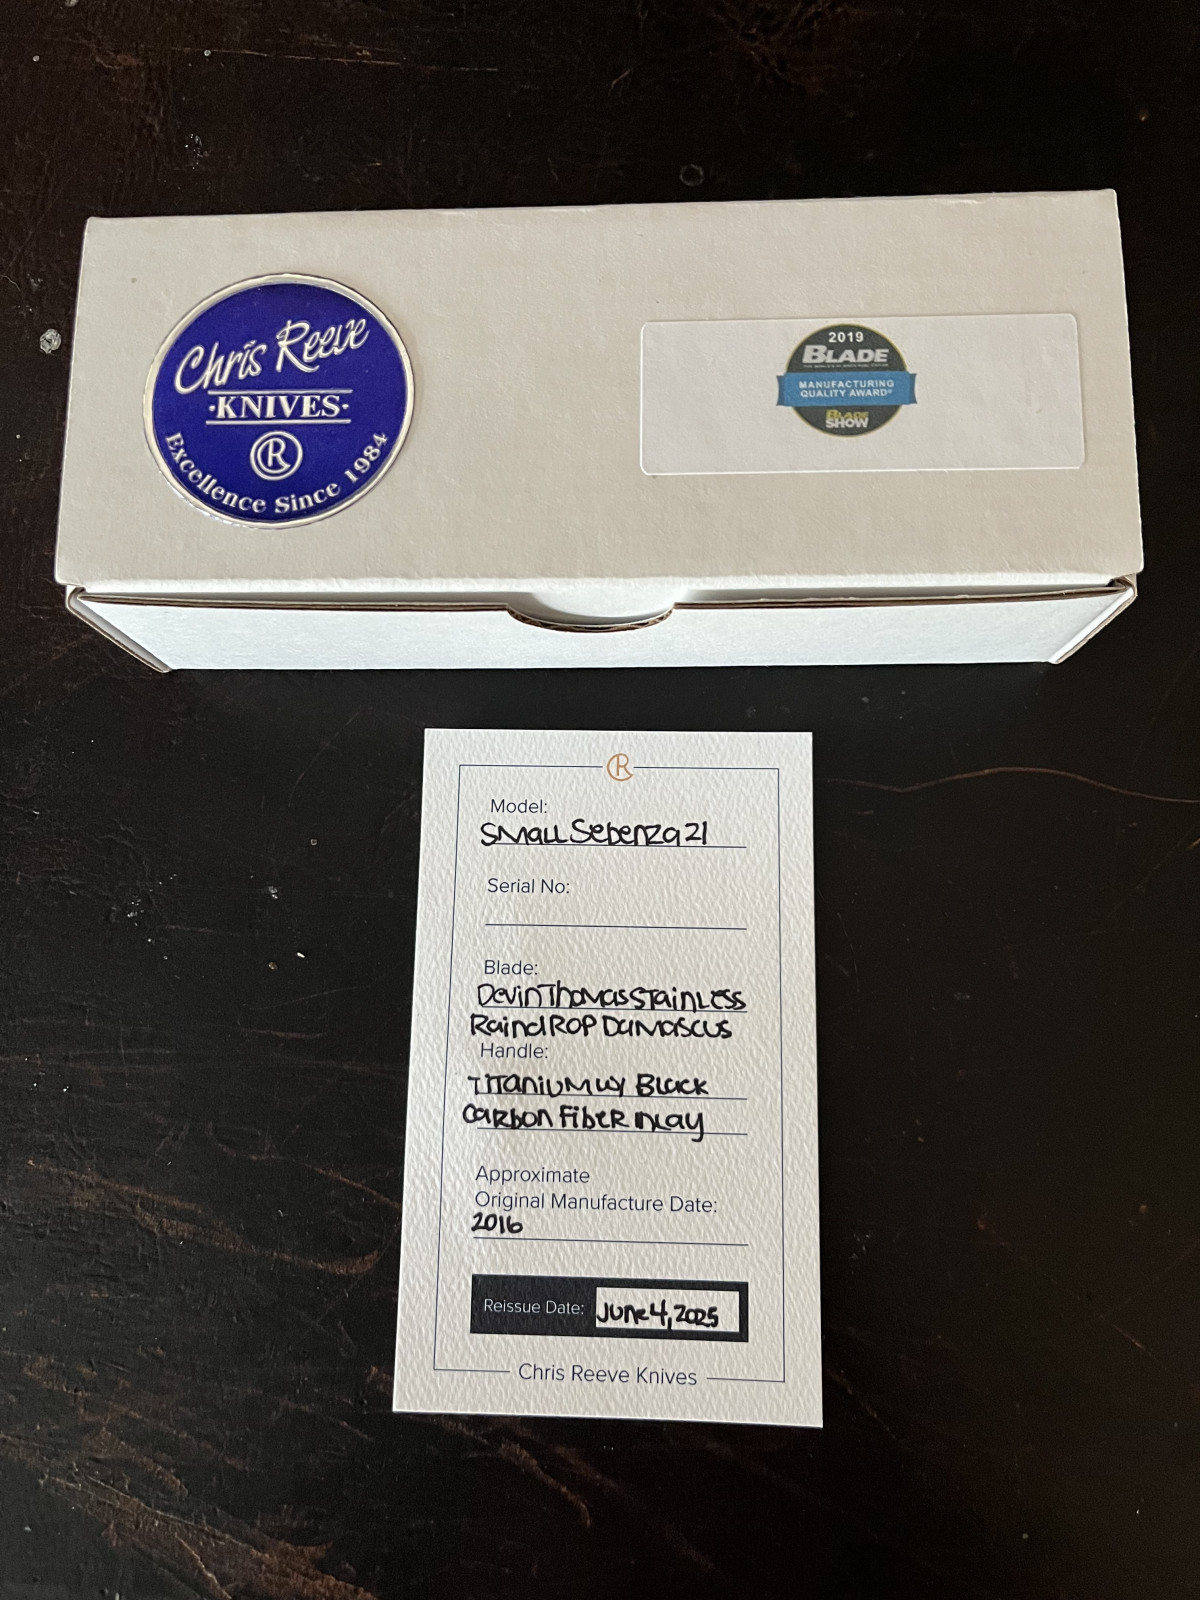 Chris Reeve
·KNIVES·
CR
Excellence Since 1984
2019
BLADE
MANUFACTURING
QUALITY AWARD®
BLADE
SHOW
CR
Model:
Small Sebenza 21
Serial No:
Blade:
Devin Thomas Stainless
Raindrop Damascus
Handle:
Titanium w/ Black
Carbon Fiber inlay
Approximate
Original Manufacture Date:
2016
Reissue Date: June 4, 2025
Chris Reeve Knives